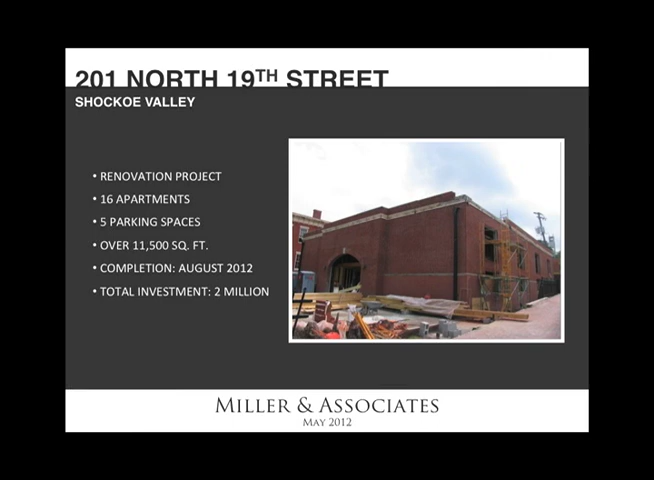 201 NORTH 19TH STREET
SHOCKOE VALLEY
• RENOVATION PROJECT
• 16 APARTMENTS
• 5 PARKING SPACES
• OVER 11,500 SQ. FT.
• COMPLETION: AUGUST 2012
• TOTAL INVESTMENT: 2 MILLION
MILLER & ASSOCIATES
MAY 2012